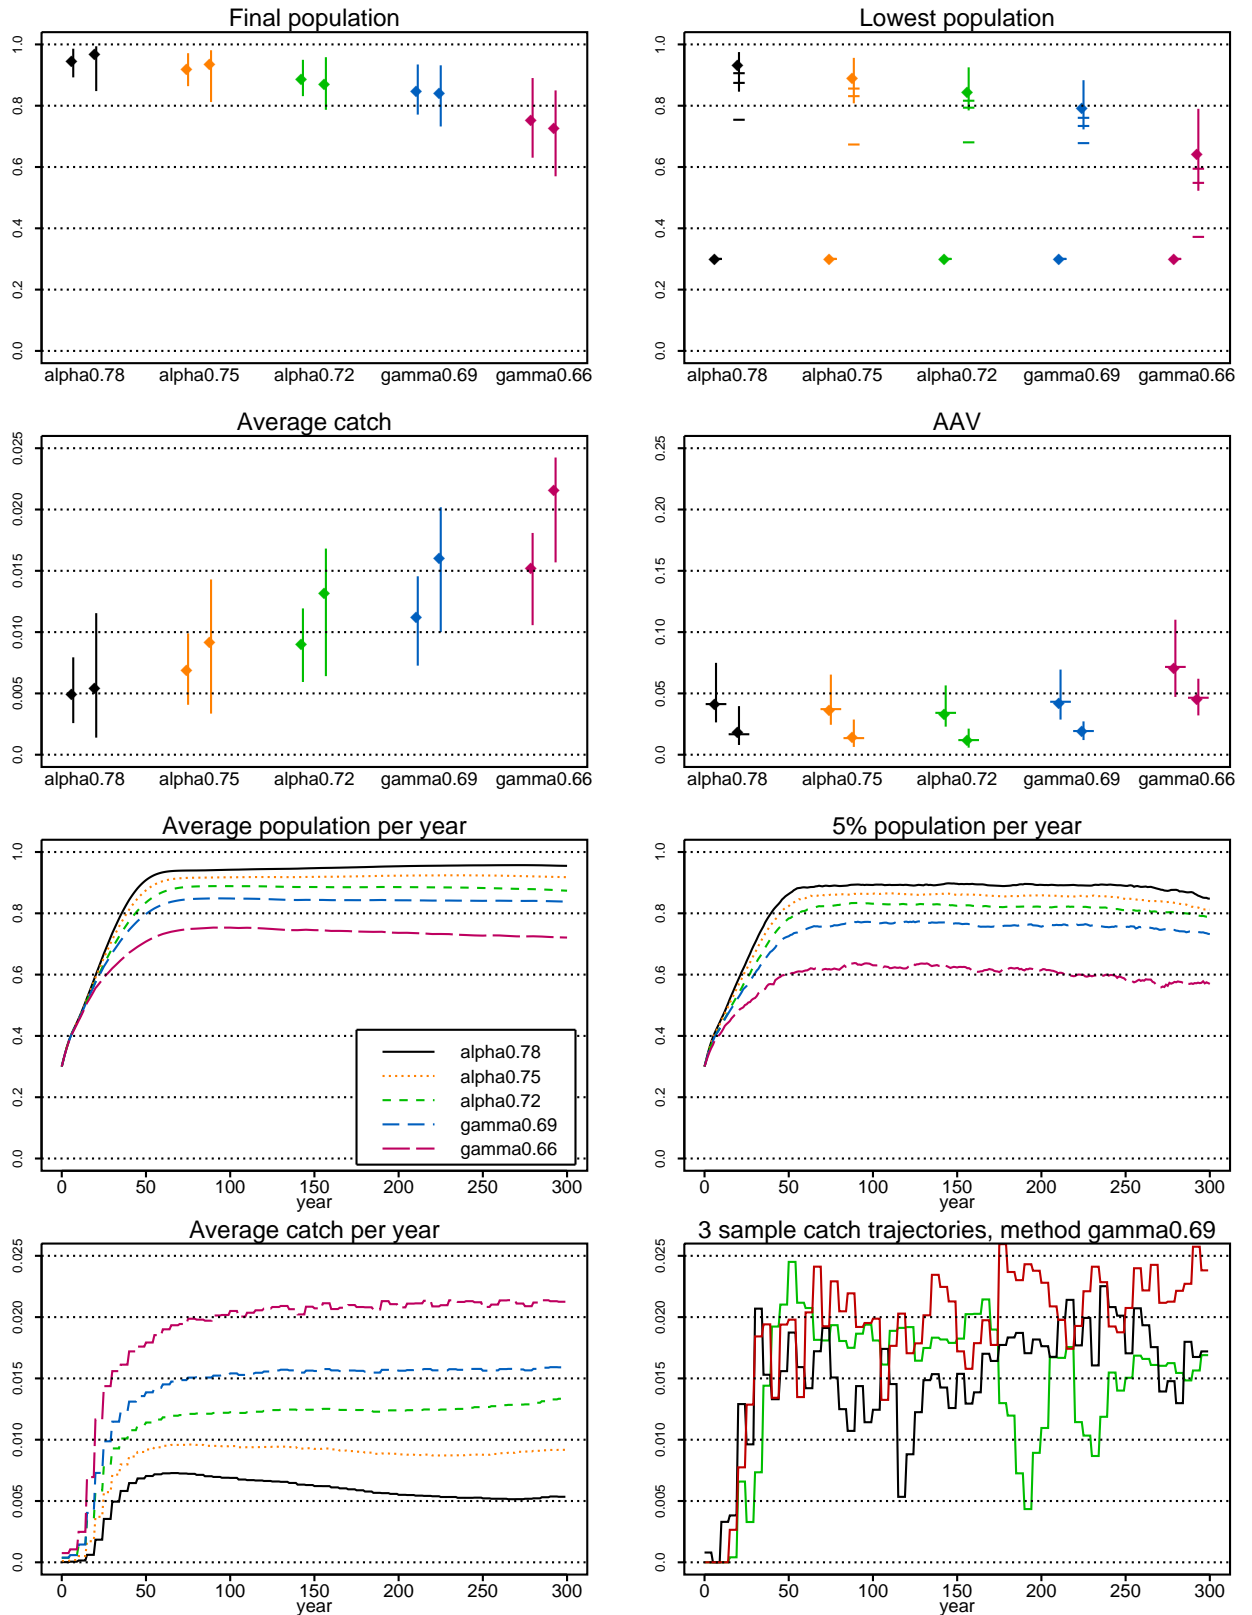 Final population
Lowest population
1.0
0.8
0.6
0.4
0.2
0.0
1.0
0.8
0.6
0.4
0.2
0.0
alpha0.78 alpha0.75 alpha0.72 gamma0.69 gamma0.66
alpha0.78 alpha0.75 alpha0.72 gamma0.69 gamma0.66
Average catch
AAV
0.025
0.020
0.015
0.010
0.005
0.0
0.25
0.20
0.15
0.10
0.05
0.0
alpha0.78 alpha0.75 alpha0.72 gamma0.69 gamma0.66
alpha0.78 alpha0.75 alpha0.72 gamma0.69 gamma0.66
Average population per year
5% population per year
1.0
0.8
0.6
0.4
0.2
0.0
alpha0.78
alpha0.75
alpha0.72
gamma0.69
gamma0.66
1.0
0.8
0.6
0.4
0.2
0.0
0 50 100 150 200 250 300
year
0 50 100 150 200 250 300
year
Average catch per year
3 sample catch trajectories, method gamma0.69
0.025
0.020
0.015
0.010
0.005
0.0
0.025
0.020
0.015
0.010
0.005
0.0
0 50 100 150 200 250 300
year
0 50 100 150 200 250 300
year